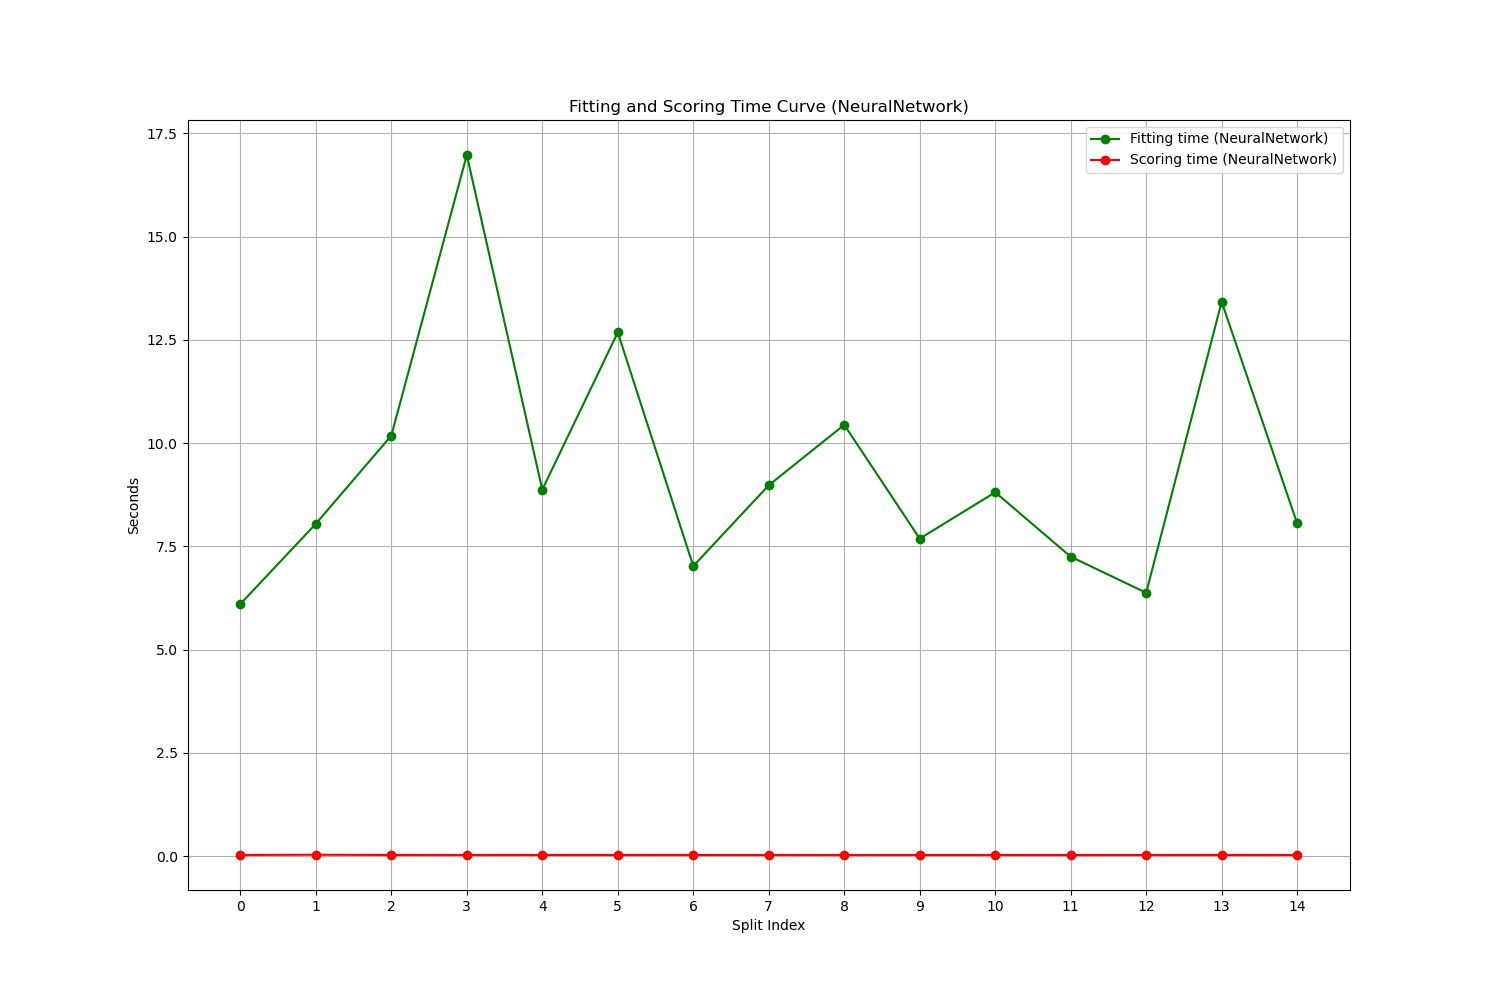 Fitting and Scoring Time Curve (NeuralNetwork)
Fitting time (NeuralNetwork)
Scoring time (NeuralNetwork)
Seconds
17.5
15.0
12.5
10.0
7.5
5.0
2.5
0.0
0 1 2 3 4 5 6 7 8 9 10 11 12 13 14
Split Index